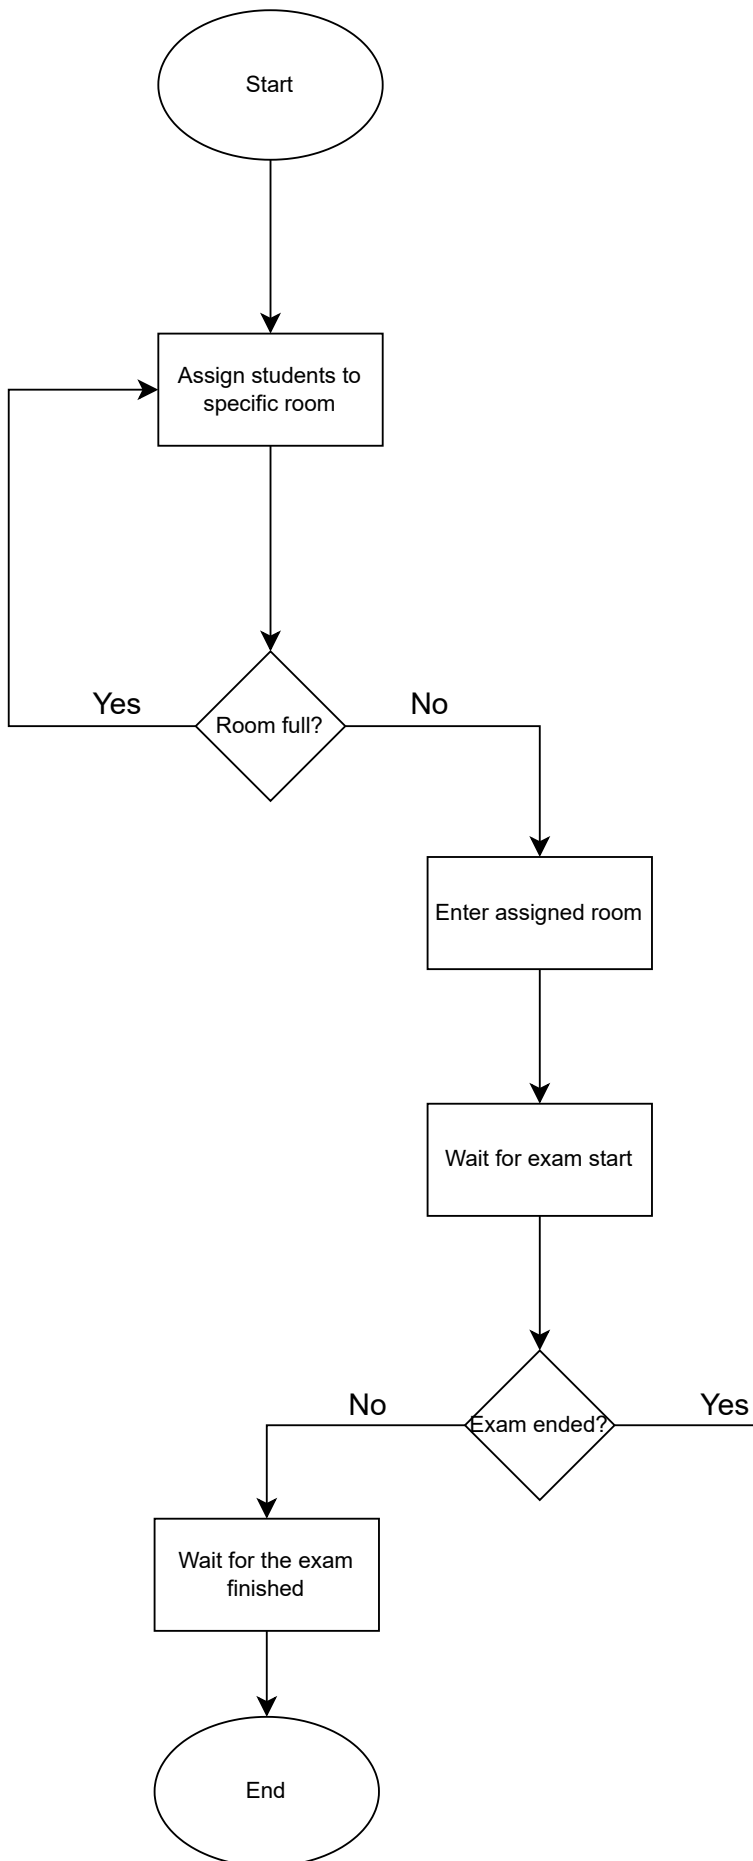 Start
Assign students to
specific room
Yes
No
Room full?
Enter assigned room
Wait for exam start
No
Yes
Exam ended?
Wait for the exam
finished
End